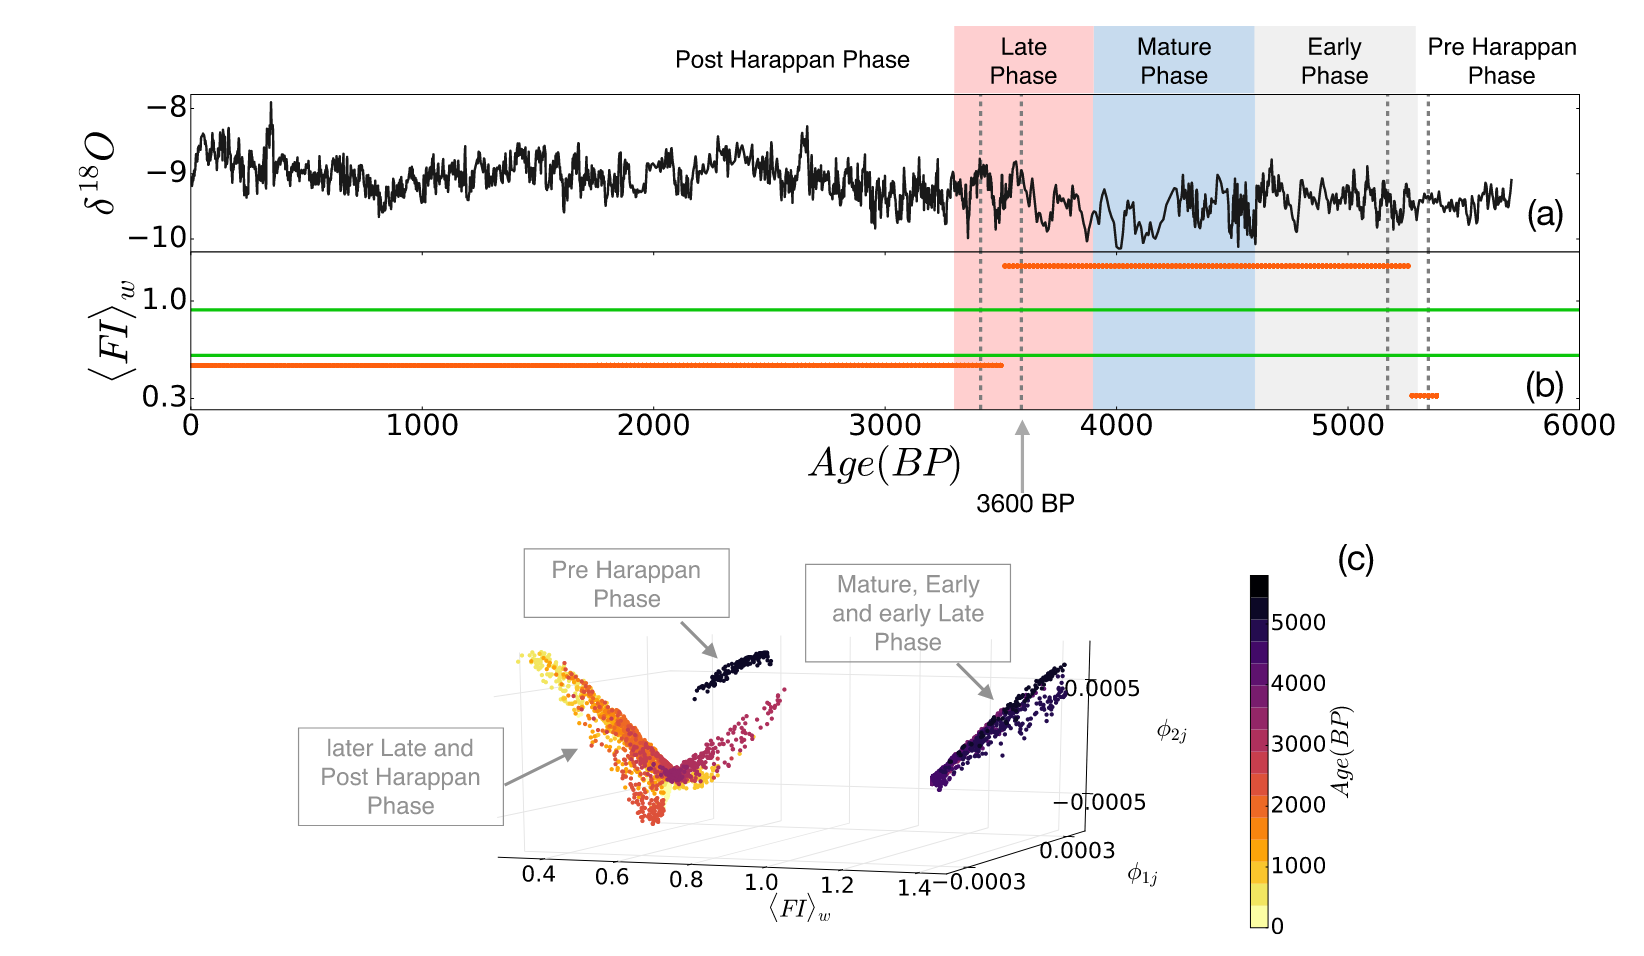 Post Harappan Phase
Late
Phase
Mature
Phase
Early
Phase
Pre Harappan
Phase
−8
−9
−10
δ¹⁸O
(a)
1.0
0.3
⟨FI⟩w
(b)
0 1000 2000 3000 4000 5000 6000
Age(BP)
3600 BP
(c)
Pre Harappan
Phase
Mature, Early
and early Late
Phase
later Late and
Post Harappan
Phase
0.0005
−0.0005
ϕ2j
0.0003
−0.0003
ϕ1j
0.4 0.6 0.8 1.0 1.2 1.4
⟨FI⟩w
5000
4000
3000
2000
1000
0
Age(BP)